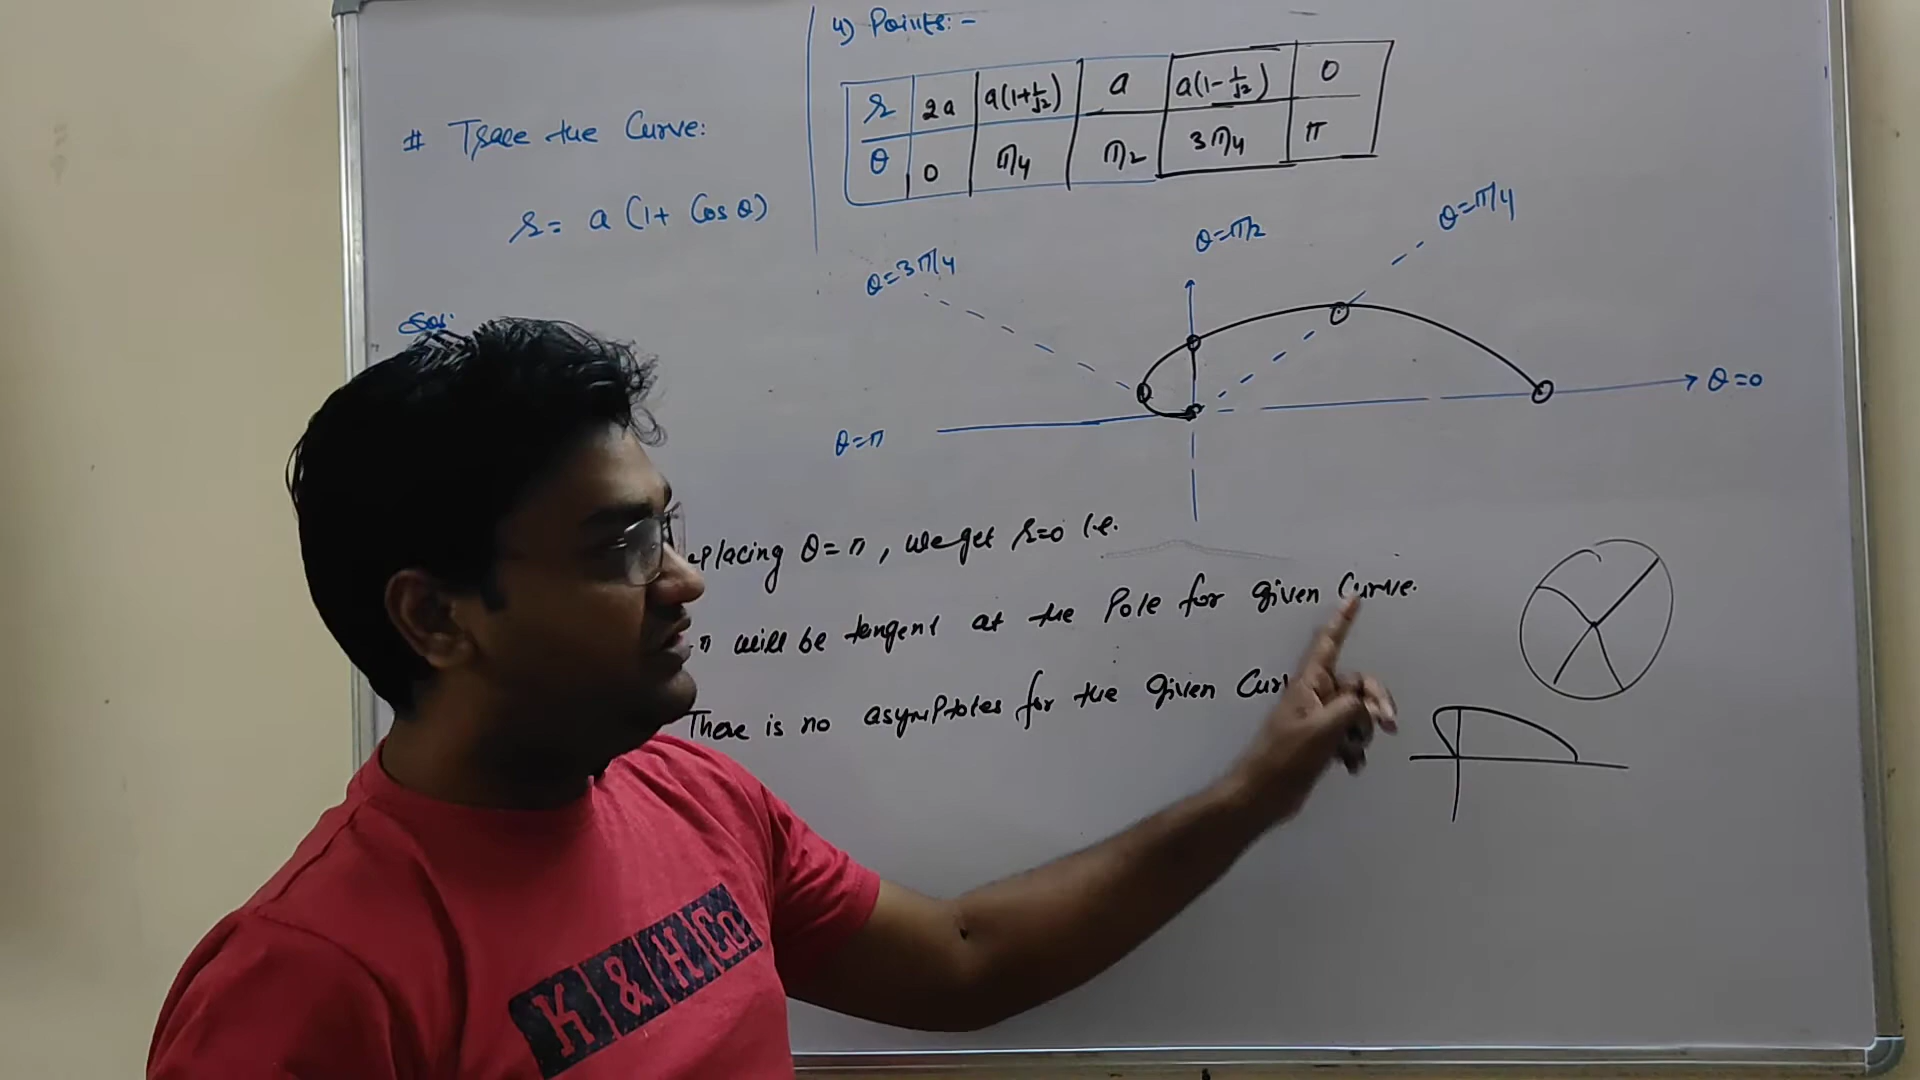 # Trace the Curve:
r = a (1 + Cos θ)
Sol:
4) Points:-
r 2a a(1+1/√2) a a(1-1/√2) 0
θ 0 π/4 π/2 3π/4 π
θ=3π/4
θ=π/2
θ=π/4
θ=0
θ=π
eplacing θ=π, we get r=0 i.e.
π will be tangent at the Pole for given Curve.
There is no asymptotes for the given Cur
K & H Co